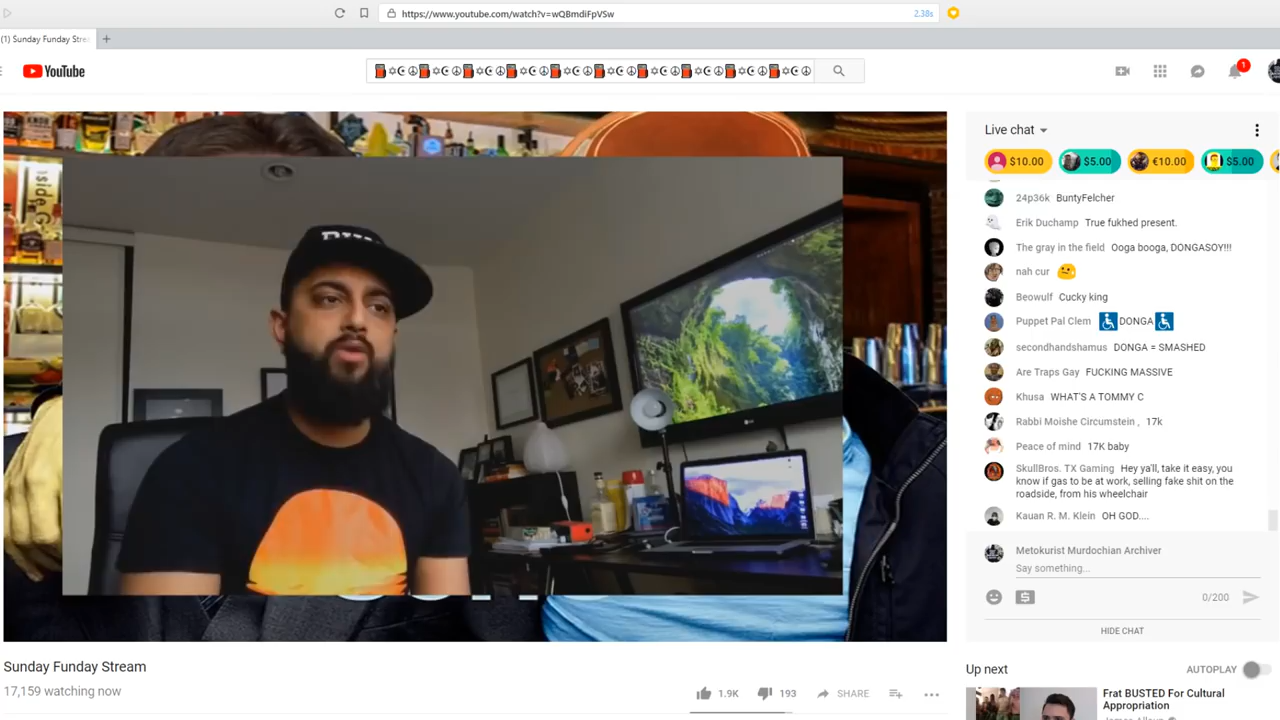 https://www.youtube.com/watch?v=wQBmdiFpVSw
2.38s
(1) Sunday Funday Stre
YouTube
1
Live chat
$10.00
$5.00
€10.00
$5.00
24p36k BuntyFelcher
Erik Duchamp True fukhed present.
The gray in the field Ooga booga, DONGASOY!!!
nah cur
Beowulf Cucky king
Puppet Pal Clem ♿DONGA♿
secondhandshamus DONGA = SMASHED
Are Traps Gay FUCKING MASSIVE
Khusa WHAT'S A TOMMY C
Rabbi Moishe Circumstein , 17k
Peace of mind 17K baby
SkullBros. TX Gaming Hey ya'll, take it easy, you
know if gas to be at work, selling fake shit on the
roadside, from his wheelchair
Kauan R. M. Klein OH GOD....
Metokurist Murdochian Archiver
Say something...
0/200
HIDE CHAT
Sunday Funday Stream
17,159 watching now
1.9K
193
SHARE
Up next
AUTOPLAY
Frat BUSTED For Cultural
Appropriation